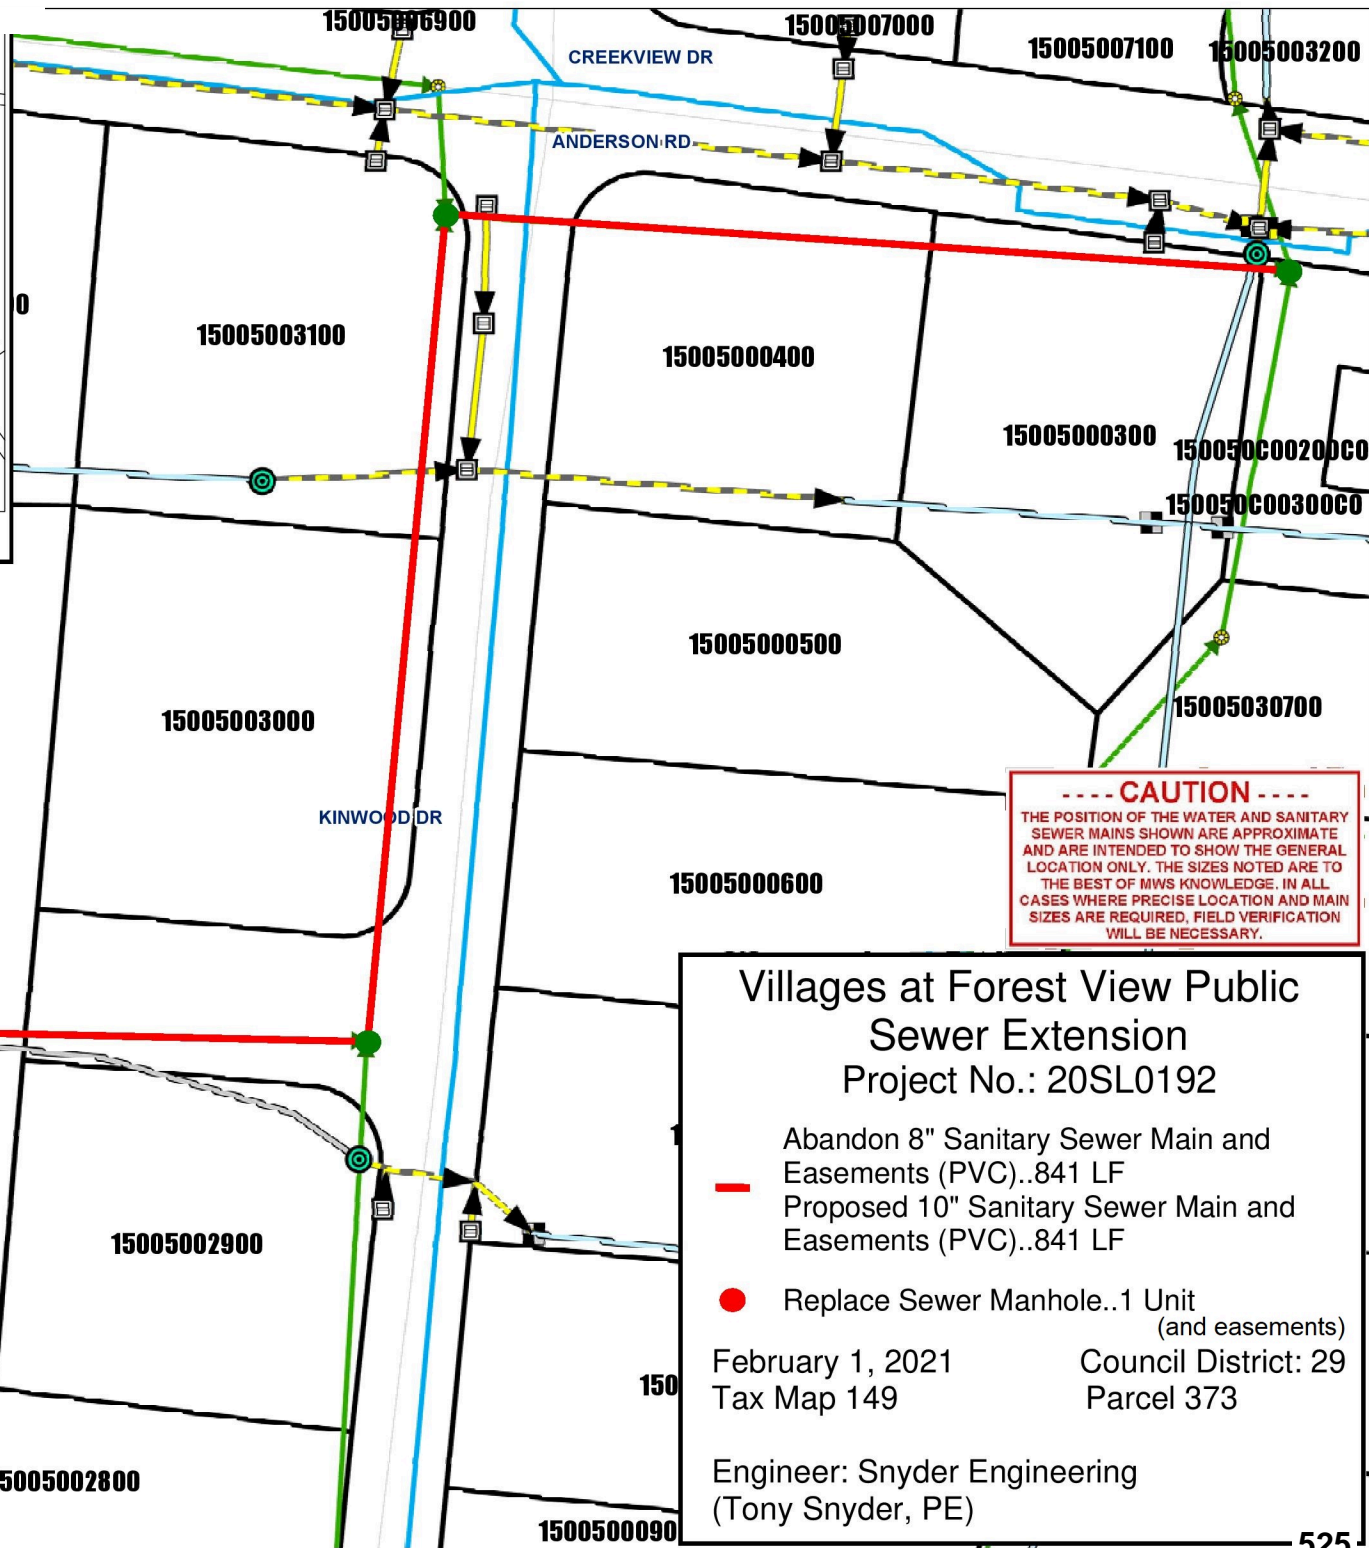 15005006900
15005007000
CREEKVIEW DR
15005007100
15005003200
ANDERSON RD
15005003100
15005000400
15005000300
150050C00200C0
150050C00300C0
15005000500
15005003000
15005030700
KINWOOD DR
15005000600
- - - - CAUTION - - - -
THE POSITION OF THE WATER AND SANITARY
SEWER MAINS SHOWN ARE APPROXIMATE
AND ARE INTENDED TO SHOW THE GENERAL
LOCATION ONLY. THE SIZES NOTED ARE TO
THE BEST OF MWS KNOWLEDGE. IN ALL
CASES WHERE PRECISE LOCATION AND MAIN
SIZES ARE REQUIRED, FIELD VERIFICATION
WILL BE NECESSARY.
Villages at Forest View Public
Sewer Extension
Project No.: 20SL0192
Abandon 8" Sanitary Sewer Main and
Easements (PVC)..841 LF
Proposed 10" Sanitary Sewer Main and
Easements (PVC)..841 LF
Replace Sewer Manhole..1 Unit
(and easements)
February 1, 2021 Council District: 29
Tax Map 149 Parcel 373
Engineer: Snyder Engineering
(Tony Snyder, PE)
15005002900
150
5005002800
1500500090
525